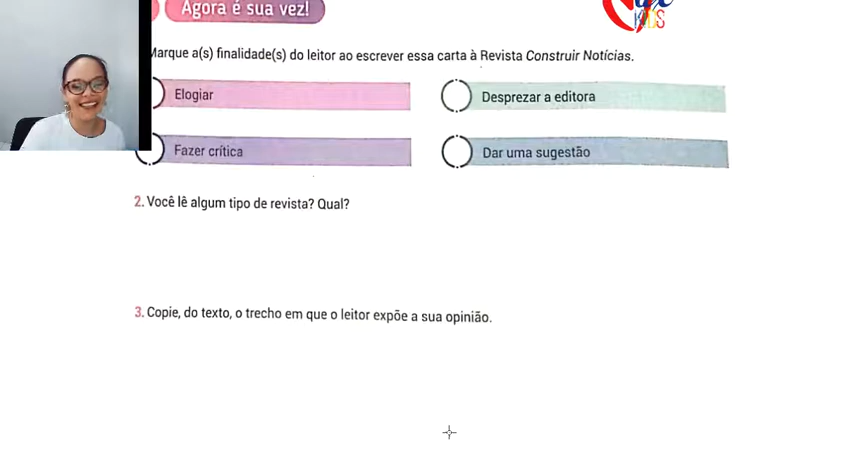 Agora é sua vez!
KIDS
Marque a(s) finalidade(s) do leitor ao escrever essa carta à Revista Construir Notícias.
Elogiar
Desprezar a editora
Fazer crítica
Dar uma sugestão
2. Você lê algum tipo de revista? Qual?
3. Copie, do texto, o trecho em que o leitor expõe a sua opinião.